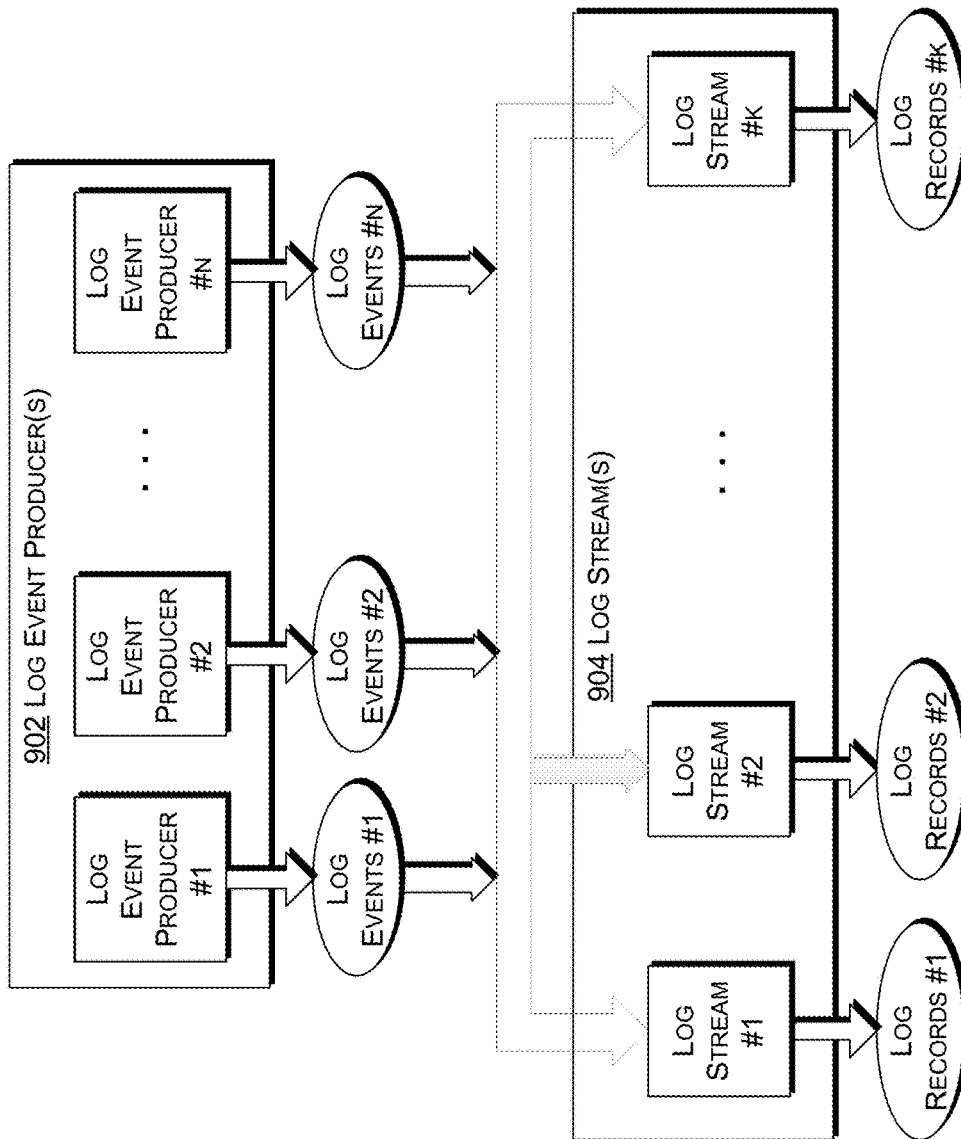 902 LOG EVENT PRODUCER(S)
LOG
EVENT
PRODUCER
#1
LOG
EVENT
PRODUCER
#2
. . .
LOG
EVENT
PRODUCER
#N
LOG
EVENTS #1
LOG
EVENTS #2
LOG
EVENTS #N
904 LOG STREAM(S)
LOG
STREAM
#1
LOG
STREAM
#2
. . .
LOG
STREAM
#K
LOG
RECORDS #1
LOG
RECORDS #2
LOG
RECORDS #K